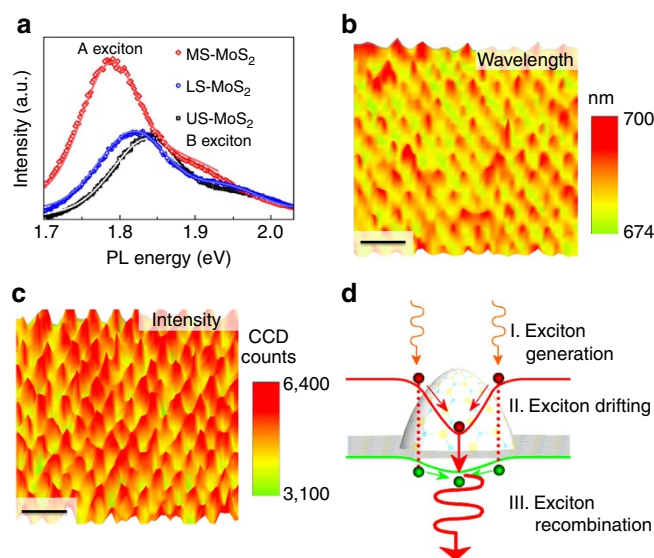 a
A exciton
MS-MoS2
LS-MoS2
US-MoS2
B exciton
Intensity (a.u.)
1.7 1.8 1.9 2.0
PL energy (eV)
b
Wavelength
nm
700
674
c
Intensity
CCD
counts
6,400
3,100
d
I. Exciton
generation
II. Exciton drifting
III. Exciton
recombination